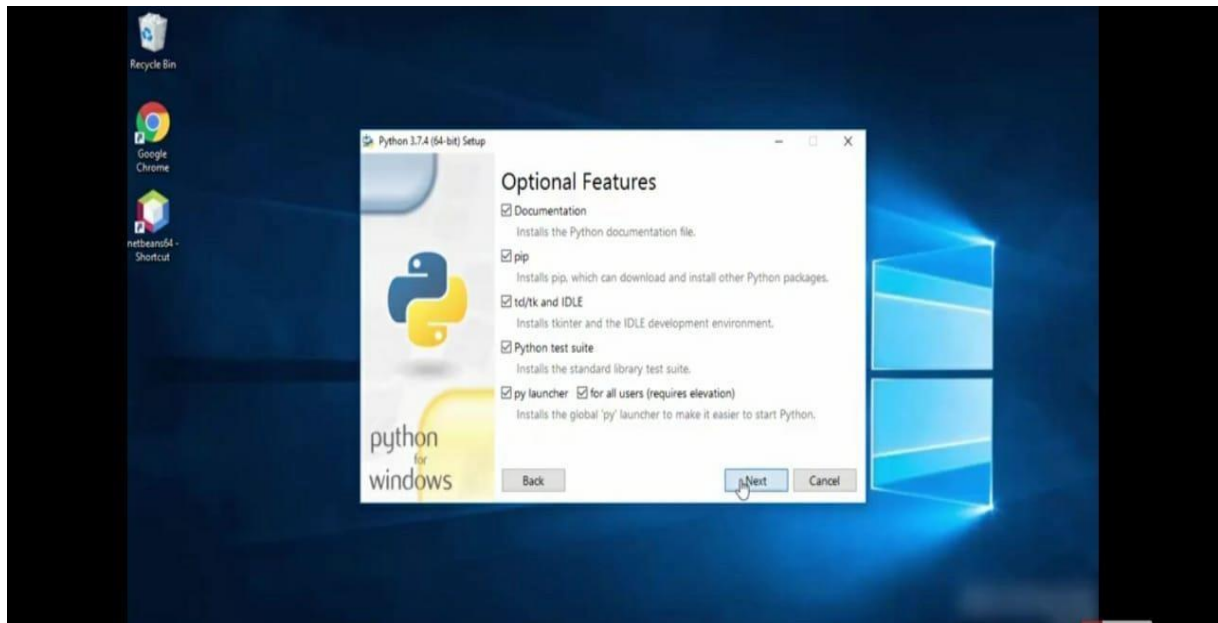 Recycle Bin
Google
Chrome
netbeans64 -
Shortcut
Python 3.7.4 (64-bit) Setup
Optional Features
Documentation
Installs the Python documentation file.
pip
Installs pip, which can download and install other Python packages.
td/tk and IDLE
Installs tkinter and the IDLE development environment.
Python test suite
Installs the standard library test suite.
py launcher for all users (requires elevation)
Installs the global 'py' launcher to make it easier to start Python.
python
for
windows
Back
Next
Cancel